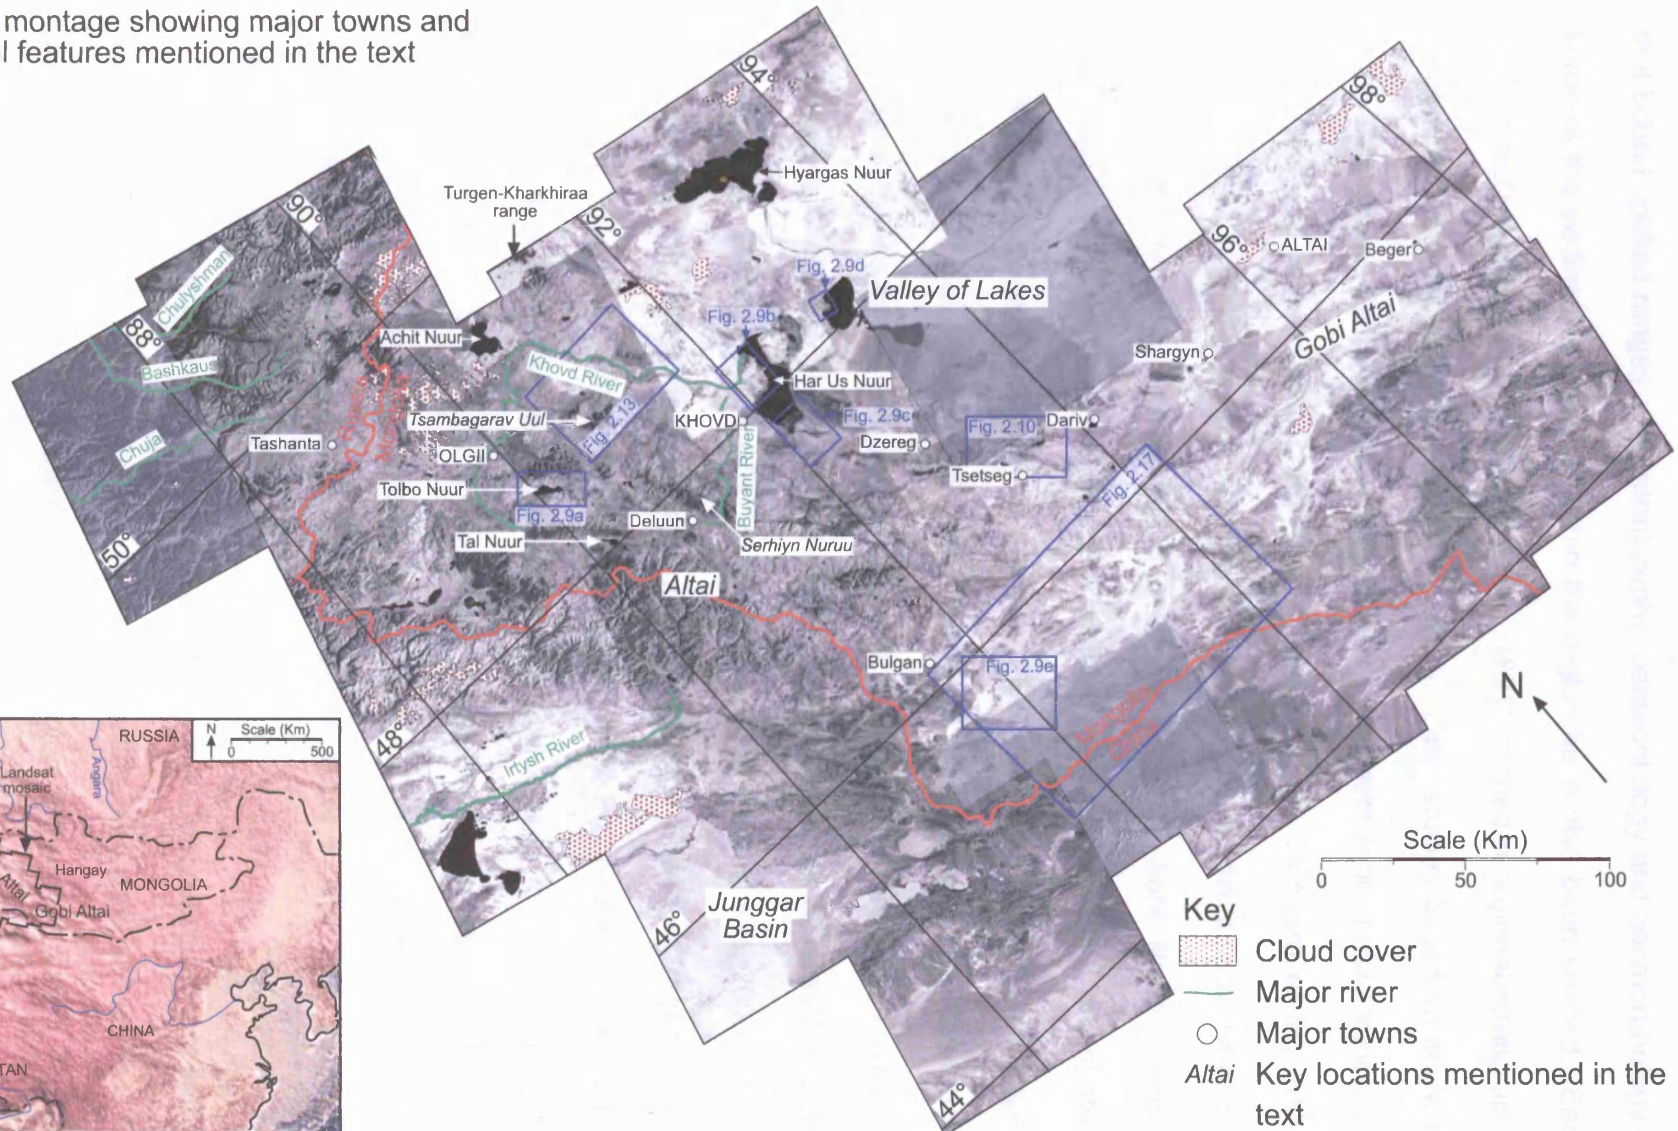 montage showing major towns and
l features mentioned in the text
94°
98°
Hyargas Nuur
Turgen-Kharkhiraa
range
90°
92°
96°
ALTAI
Beger
Chulyshman
Fig. 2.9d
Valley of Lakes
Gobi Altai
88°
Fig. 2.9b
Achit Nuur
Khovd River
Shargyn
Bashkaus
Har Us Nuur
Russia
Mongolia
Tsambagarav Uul
Fig. 2.13
KHOVD
Fig. 2.9c
Fig. 2.10
Dariv
Chuja
Tashanta
OLGII
Dzereg
Tsetseg
Fig. 2.17
Tolbo Nuur
Buyant River
Fig. 2.9a
Deluun
50°
Tal Nuur
Serhiyn Nuruu
Altai
Bulgan
Fig. 2.9e
N
Mongolia
China
48°
Irtysh River
RUSSIA
N
Scale (Km)
0 500
Angara
Landsat
mosaic
Hangay
MONGOLIA
Altai
Gobi Altai
CHINA
TAN
Scale (Km)
0 50 100
46°
Junggar
Basin
44°
Key
Cloud cover
Major river
Major towns
Altai Key locations mentioned in the
text